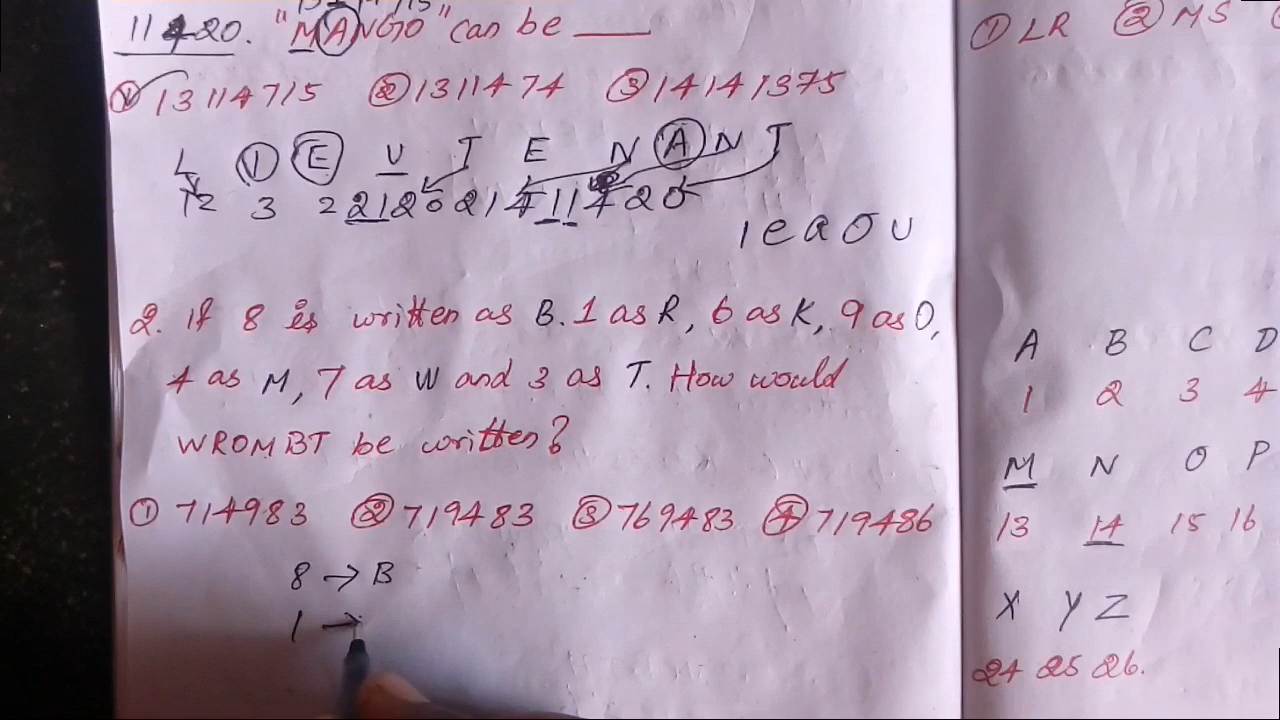 11420. "MANGO" can be ___
① 13114715 ② 1311474 ③ 14141375
L I E U T E N A N T
12 3 2 21 20 21 4 11 4 20
i e a o u
2. If 8 is written as B. 1 as R, 6 as K, 9 as O,
4 as M, 7 as W and 3 as T. How would
WROMBT be written?
① 714983 ② 719483 ③ 769483 ④ 719486
8 → B
1 →
① LR ② MS
A B C D
1 2 3 4
M N O P
13 14 15 16
X Y Z
24 25 26.